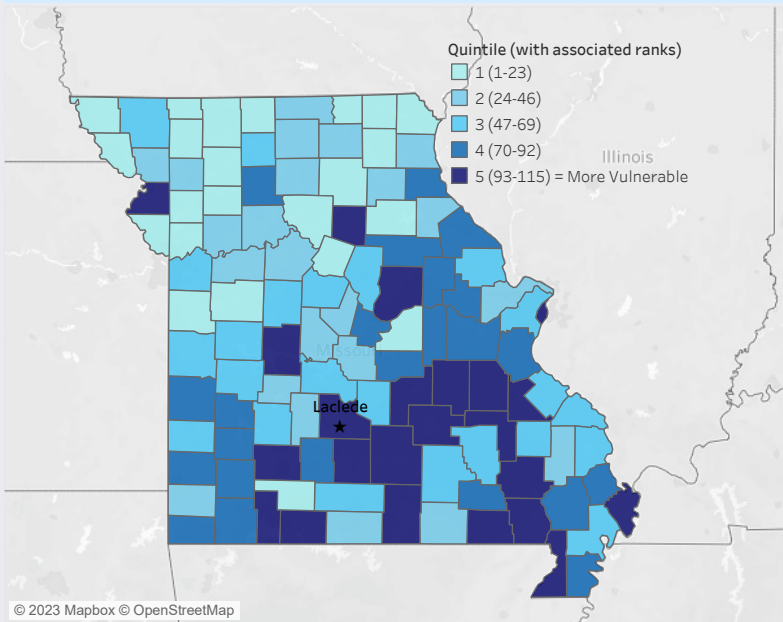 Quintile (with associated ranks)
1 (1-23)
2 (24-46)
3 (47-69)
4 (70-92)
5 (93-115) = More Vulnerable
Illinois
Missouri
Laclede
© 2023 Mapbox © OpenStreetMap